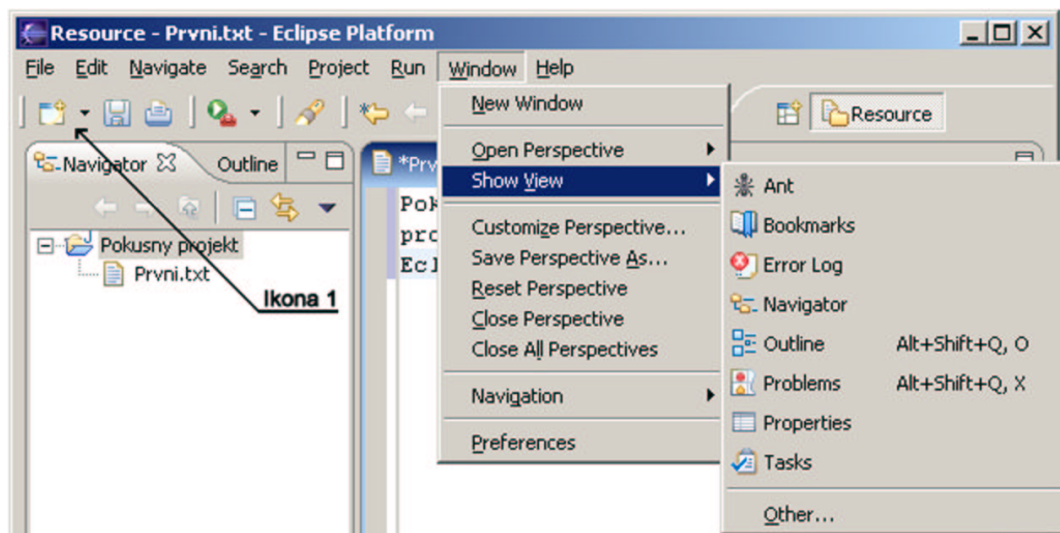 Resource - Prvni.txt - Eclipse Platform
File Edit Navigate Search Project Run Window Help
Resource
Navigator Outline
*Prv
Pokusny projekt
Prvni.txt
Ikona 1
Pok
pro
Ecl
New Window
Open Perspective
Show View
Customize Perspective...
Save Perspective As...
Reset Perspective
Close Perspective
Close All Perspectives
Navigation
Preferences
Ant
Bookmarks
Error Log
Navigator
Outline Alt+Shift+Q, O
Problems Alt+Shift+Q, X
Properties
Tasks
Other...